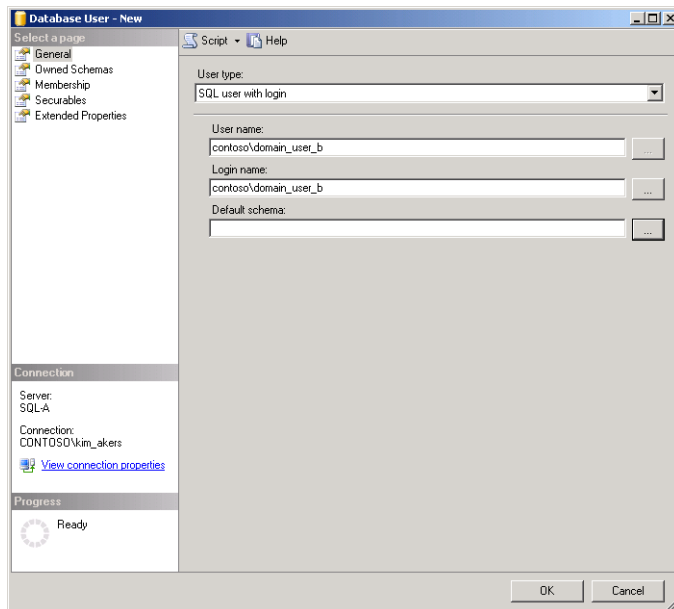 Database User - New
Select a page
General
Owned Schemas
Membership
Securables
Extended Properties
Script
Help
User type:
SQL user with login
User name:
contoso\domain_user_b
...
Login name:
contoso\domain_user_b
...
Default schema:
...
Connection
Server:
SQL-A
Connection:
CONTOSO\kim_akers
View connection properties
Progress
Ready
OK
Cancel